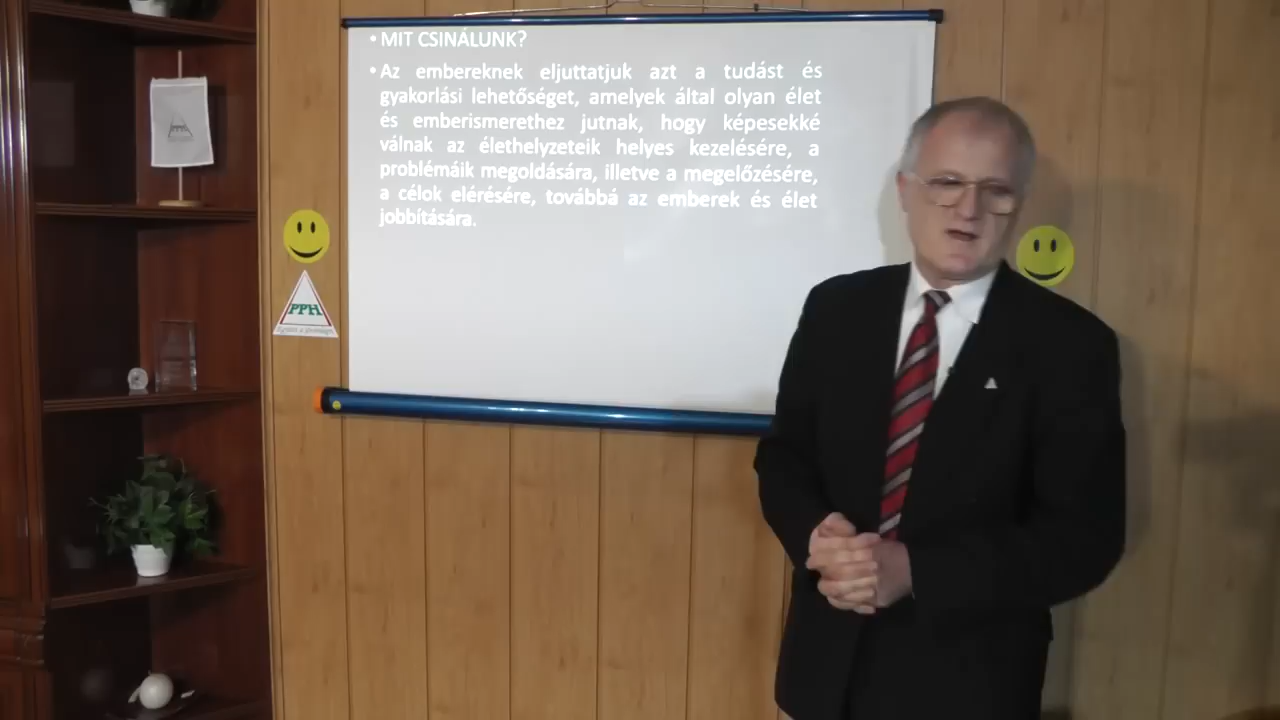 • MIT CSINÁLUNK?
• Az embereknek eljuttatjuk azt a tudást és
gyakorlási lehetőséget, amelyek által olyan élet
és emberismerethez jutnak, hogy képesekké
válnak az élethelyzeteik helyes kezelésére, a
problémáik megoldására, illetve a megelőzésére,
a célok elérésére, továbbá az emberek és élet
jobbítására.
PPH
PPH